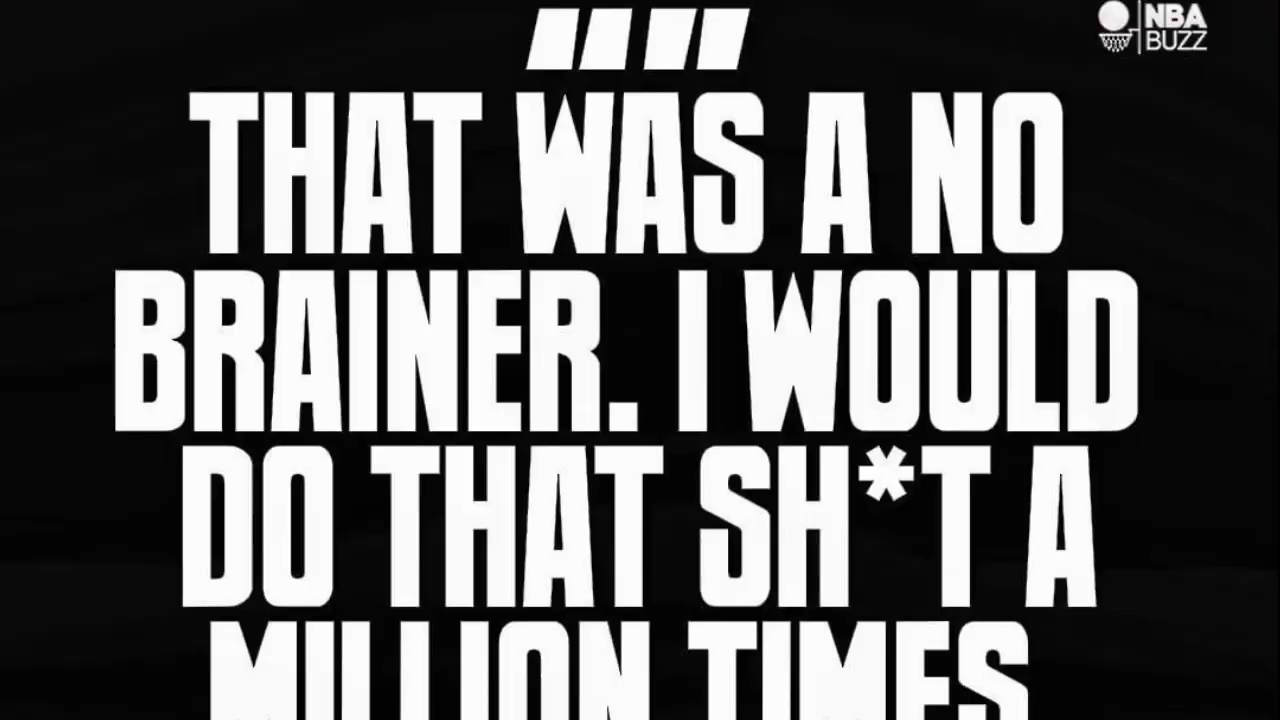 NBA
BUZZ
""
THAT WAS A NO
BRAINER. I WOULD
DO THAT SH*T A
MILLION TIMES